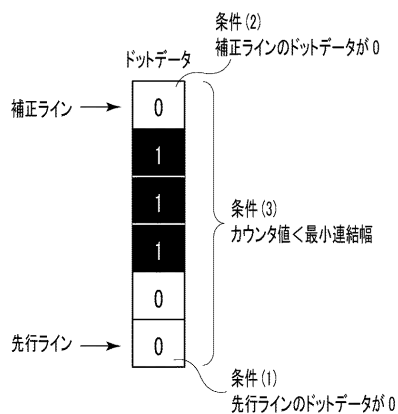 条件(2)
補正ラインのドットデータが0
ドットデータ
補正ライン
0
1
1
条件(3)
カウンタ値<最小連結幅
1
0
先行ライン
0
条件(1)
先行ラインのドットデータが0